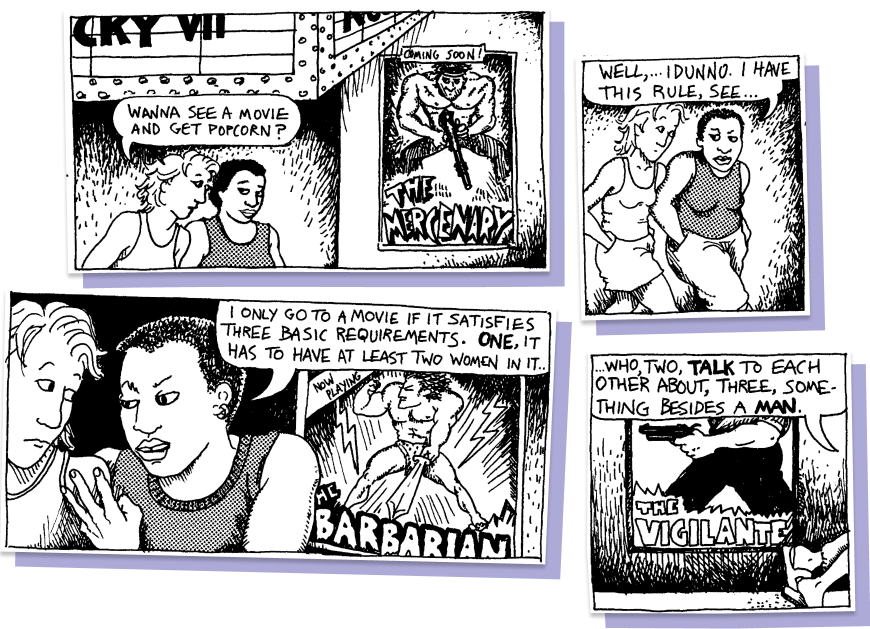 CKY VII
WANNA SEE A MOVIE
AND GET POPCORN?
COMING SOON!
THE
MERCENARY
WELL,... I DUNNO. I HAVE
THIS RULE, SEE...
I ONLY GO TO A MOVIE IF IT SATISFIES
THREE BASIC REQUIREMENTS. ONE, IT
HAS TO HAVE AT LEAST TWO WOMEN IN IT..
NOW
PLAYING
HE
BARBARIAN
...WHO, TWO, TALK TO EACH
OTHER ABOUT, THREE, SOME-
THING BESIDES A MAN.
THE
VIGILANTE